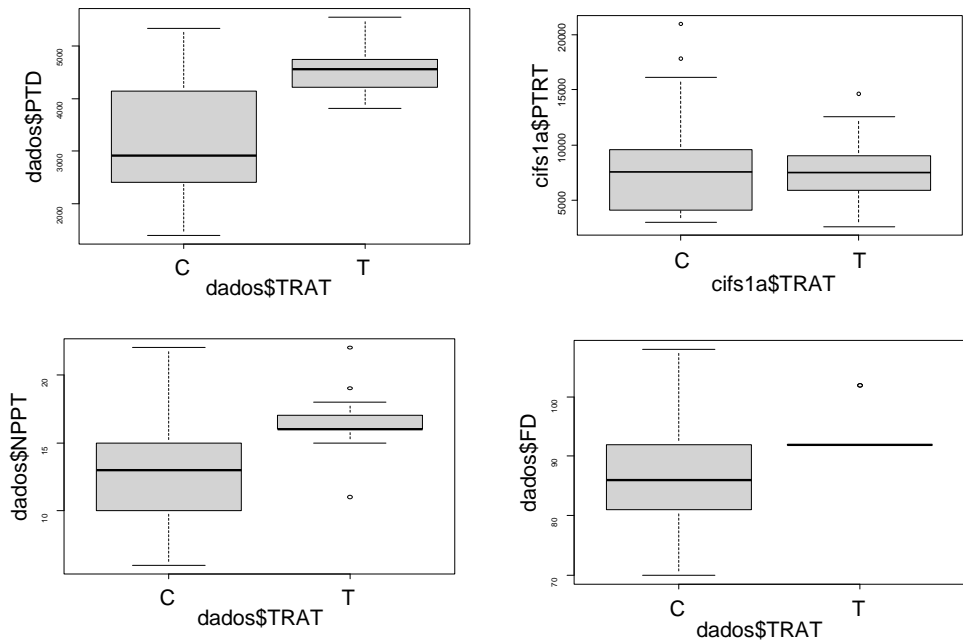 dados$PTD
5000
4000
3000
2000
C
T
dados$TRAT
cifs1a$PTRT
20000
15000
10000
5000
C
T
cifs1a$TRAT
dados$NPPT
20
15
10
C
T
dados$TRAT
dados$FD
100
90
80
70
C
T
dados$TRAT